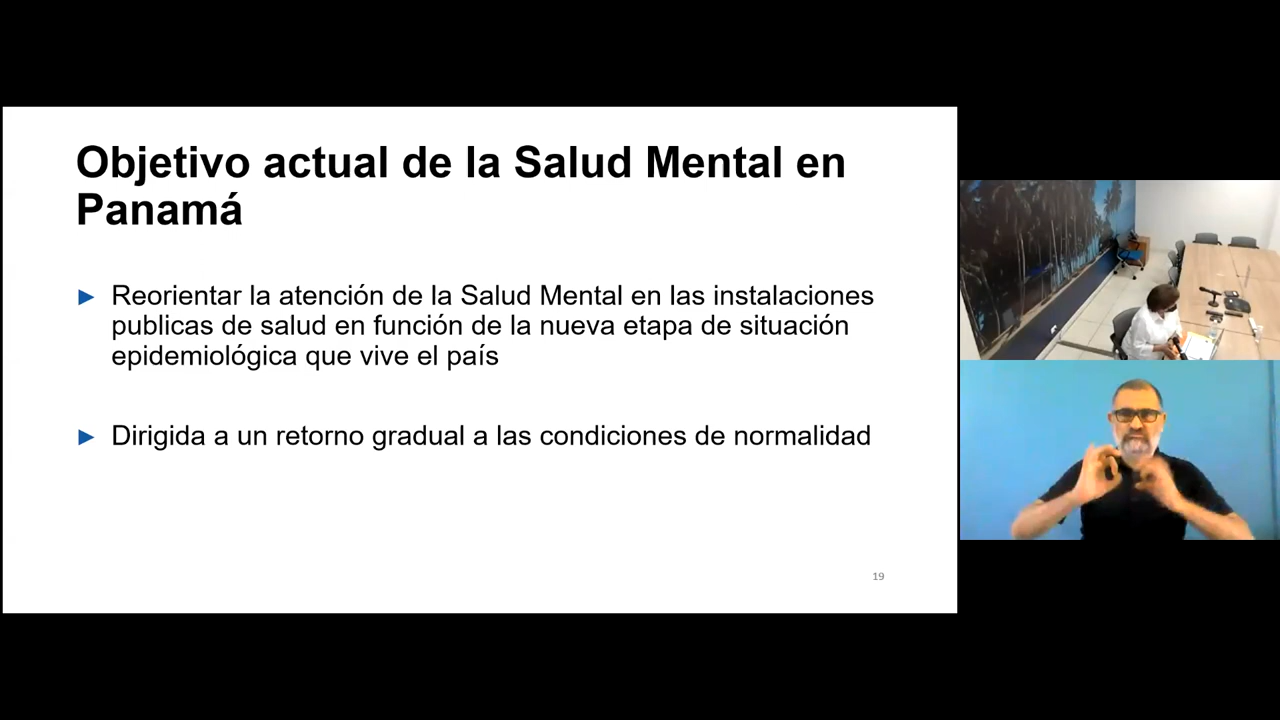 Objetivo actual de la Salud Mental en
Panamá
► Reorientar la atención de la Salud Mental en las instalaciones
publicas de salud en función de la nueva etapa de situación
epidemiológica que vive el país
► Dirigida a un retorno gradual a las condiciones de normalidad
19